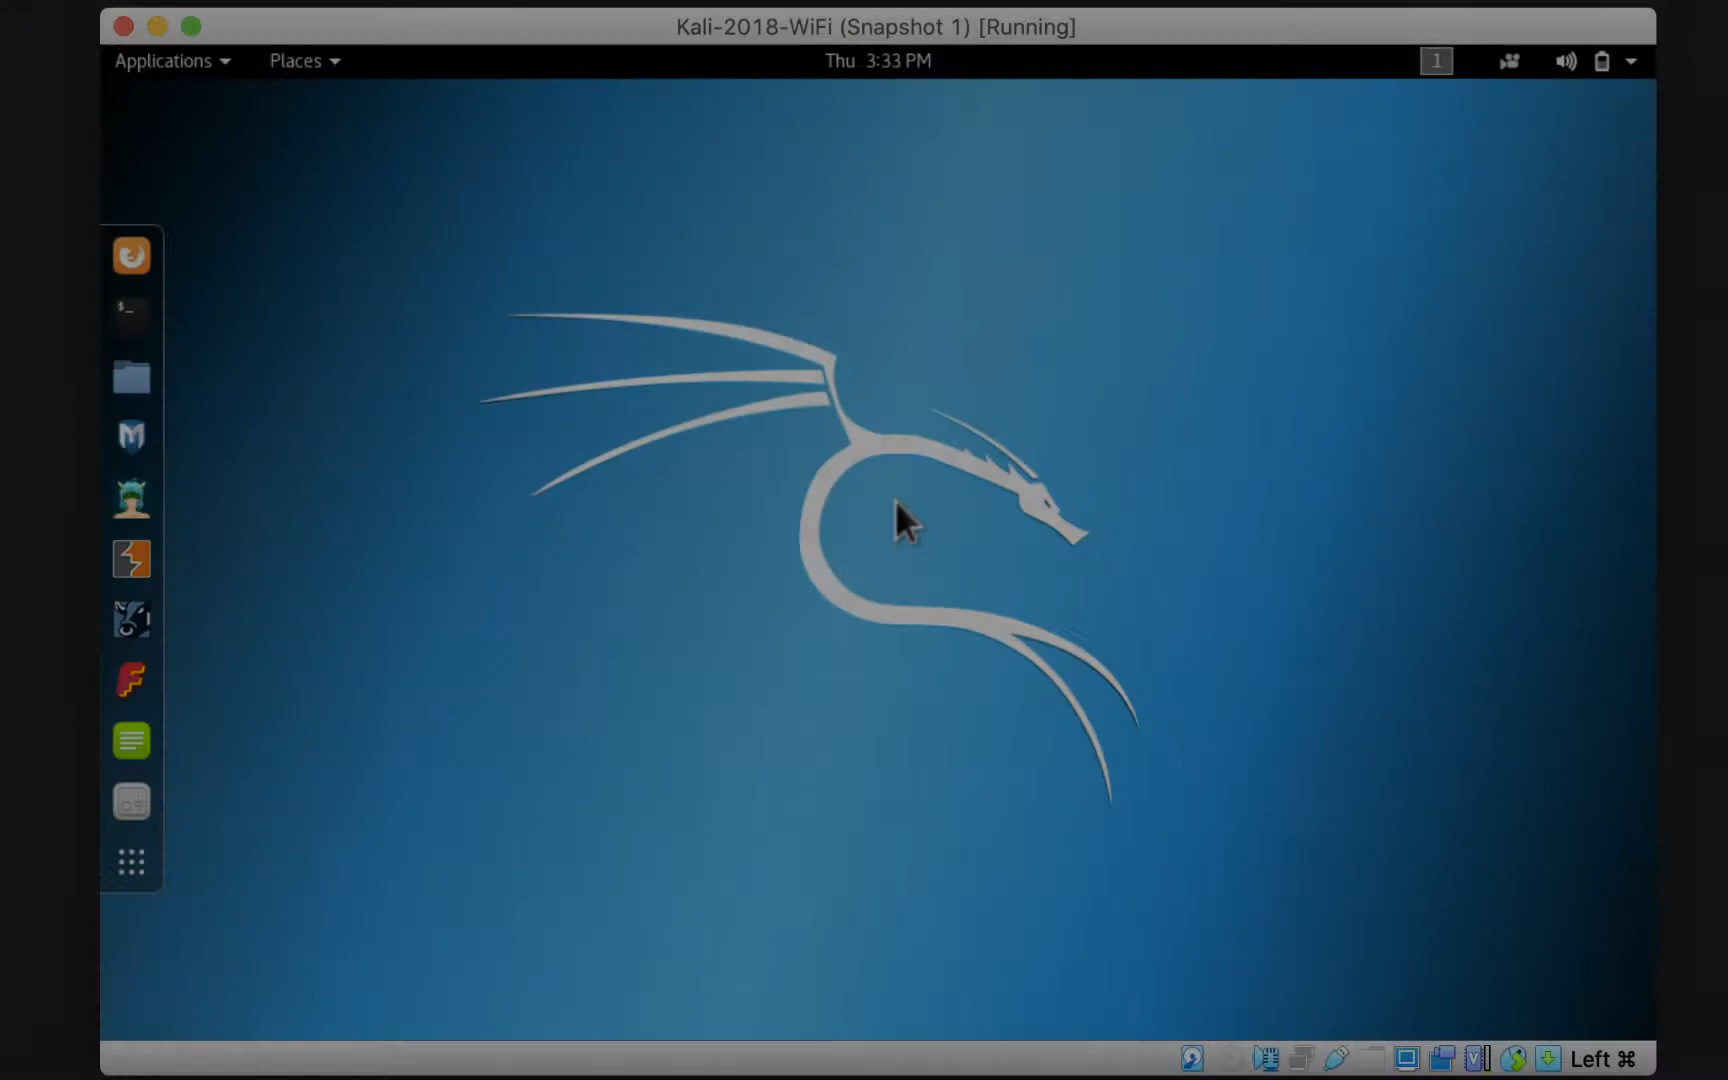 Kali-2018-WiFi (Snapshot 1) [Running]
Applications Places Thu 3:33 PM 1
$_
Left ⌘